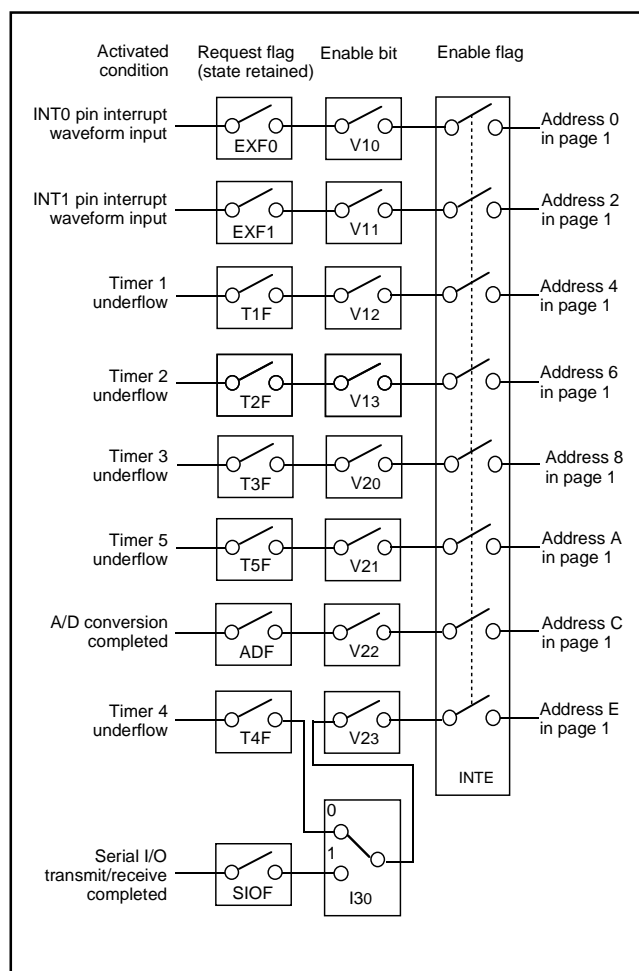 Activated
condition
Request flag
(state retained)
Enable bit
Enable flag
INT0 pin interrupt
waveform input
EXF0
V10
Address 0
in page 1
INT1 pin interrupt
waveform input
EXF1
V11
Address 2
in page 1
Timer 1
underflow
T1F
V12
Address 4
in page 1
Timer 2
underflow
T2F
V13
Address 6
in page 1
Timer 3
underflow
T3F
V20
Address 8
in page 1
Timer 5
underflow
T5F
V21
Address A
in page 1
A/D conversion
completed
ADF
V22
Address C
in page 1
Timer 4
underflow
T4F
V23
Address E
in page 1
INTE
0
1
Serial I/O
transmit/receive
completed
SIOF
I30